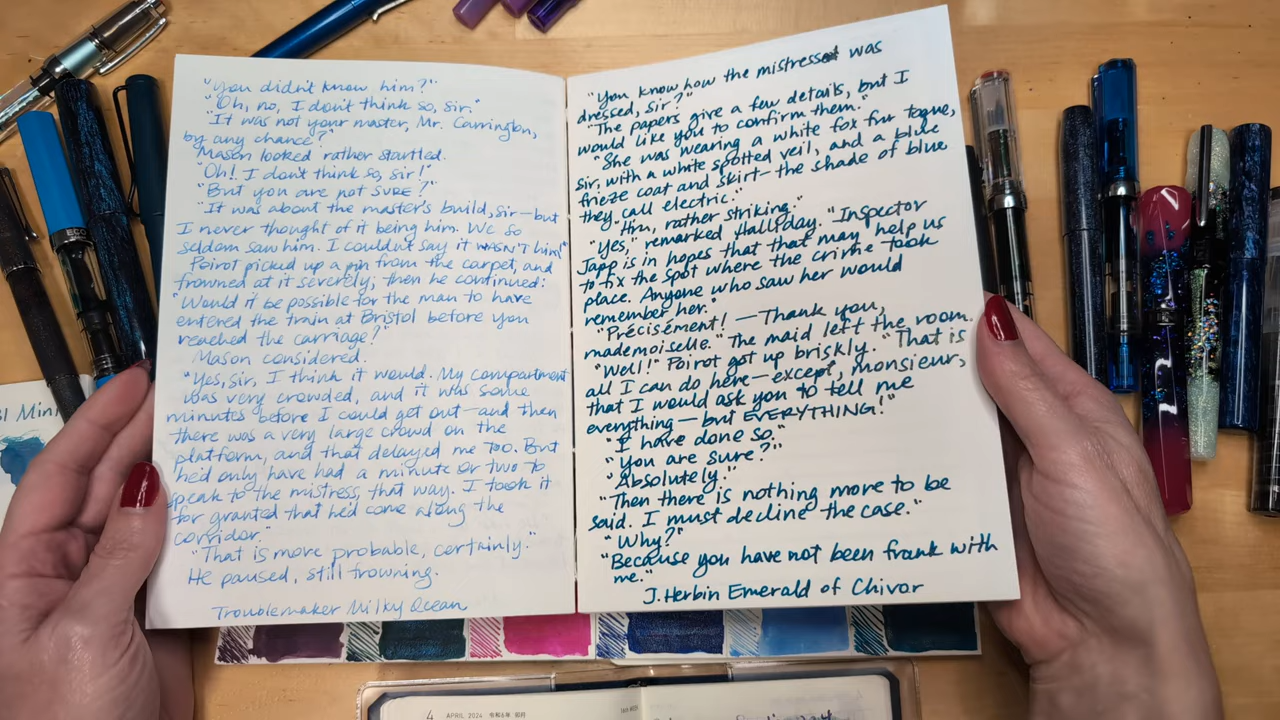 "You didn't know him?"
"Oh, no, I don't think so, sir."
"It was not your master, Mr. Carrington,
by any chance?"
Mason looked rather startled.
"Oh! I don't think so, sir!"
"But you are not SURE?"
"It was about the master's build, sir—but
I never thought of it being him. We so
seldom saw him. I couldn't say it WASN'T him"
Poirot picked up a pin from the carpet, and
frowned at it severely; then he continued:
"Would it be possible for the man to have
entered the train at Bristol before you
reached the carriage?"
Mason considered.
"Yes, sir, I think it would. My compartment
was very crowded, and it was some
minutes before I could get out—and then
there was a very large crowd on the
platform, and that delayed me too. But
he'd only have had a minute or two to
speak to the mistress, that way. I took it
for granted that he'd come along the
corridor."
"That is more probable, certainly."
He paused, still frowning.
Troublemaker Milky Ocean
"You know how the mistress was
dressed, sir?"
"The papers give a few details, but I
would like you to confirm them."
"She was wearing a white fox fur toque,
sir, with a white spotted veil, and a blue
frieze coat and skirt—the shade of blue
they call electric."
"Hm, rather striking."
"Yes," remarked Halliday. "Inspector
Japp is in hopes that that may help us
to fix the spot where the crime took
place. Anyone who saw her would
remember her."
"Précisément!—Thank you,
mademoiselle." The maid left the room.
"Well!" Poirot got up briskly. "That is
all I can do here—except, monsieur,
that I would ask you to tell me
everything—but EVERYTHING!"
"I have done so."
"You are sure?"
"Absolutely."
"Then there is nothing more to be
said. I must decline the case."
"Why?"
"Because you have not been frank with
me."
J. Herbin Emerald of Chivor
4 APRIL 2024
ECO